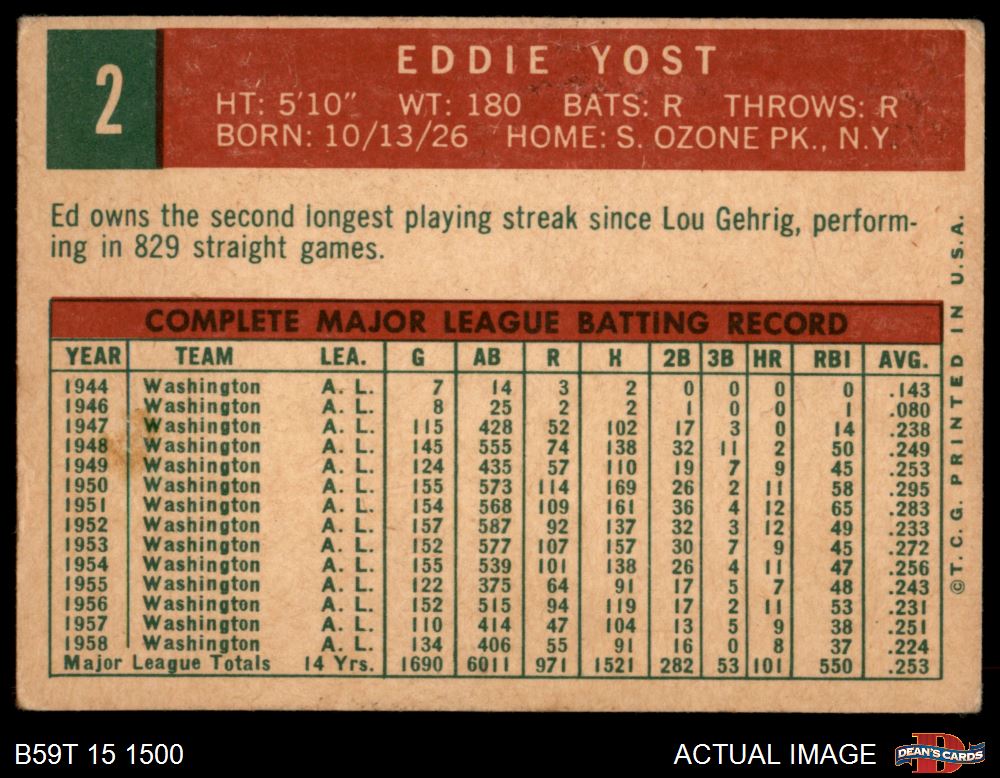 2
EDDIE YOST
HT: 5'10" WT: 180 BATS: R THROWS: R
BORN: 10/13/26 HOME: S. OZONE PK., N.Y.
Ed owns the second longest playing streak since Lou Gehrig, perform-
ing in 829 straight games.
COMPLETE MAJOR LEAGUE BATTING RECORD
YEAR TEAM LEA. G AB R H 2B 3B HR RBI AVG.
1944 Washington A. L. 7 14 3 2 0 0 0 0 .143
1946 Washington A. L. 8 25 2 2 1 0 0 1 .080
1947 Washington A. L. 115 428 52 102 17 3 0 14 .238
1948 Washington A. L. 145 555 74 138 32 11 2 50 .249
1949 Washington A. L. 124 435 57 110 19 7 9 45 .253
1950 Washington A. L. 155 573 114 169 26 2 11 58 .295
1951 Washington A. L. 154 568 109 161 36 4 12 65 .283
1952 Washington A. L. 157 587 92 137 32 3 12 49 .233
1953 Washington A. L. 152 577 107 157 30 7 9 45 .272
1954 Washington A. L. 155 539 101 138 26 4 11 47 .256
1955 Washington A. L. 122 375 64 91 17 5 7 48 .243
1956 Washington A. L. 152 515 94 119 17 2 11 53 .231
1957 Washington A. L. 110 414 47 104 13 5 9 38 .251
1958 Washington A. L. 134 406 55 91 16 0 8 37 .224
Major League Totals 14 Yrs. 1690 6011 971 1521 282 53 101 550 .253
©T. C. G. PRINTED IN U.S.A.
B59T 15 1500
ACTUAL IMAGE
DEAN'S CARDS